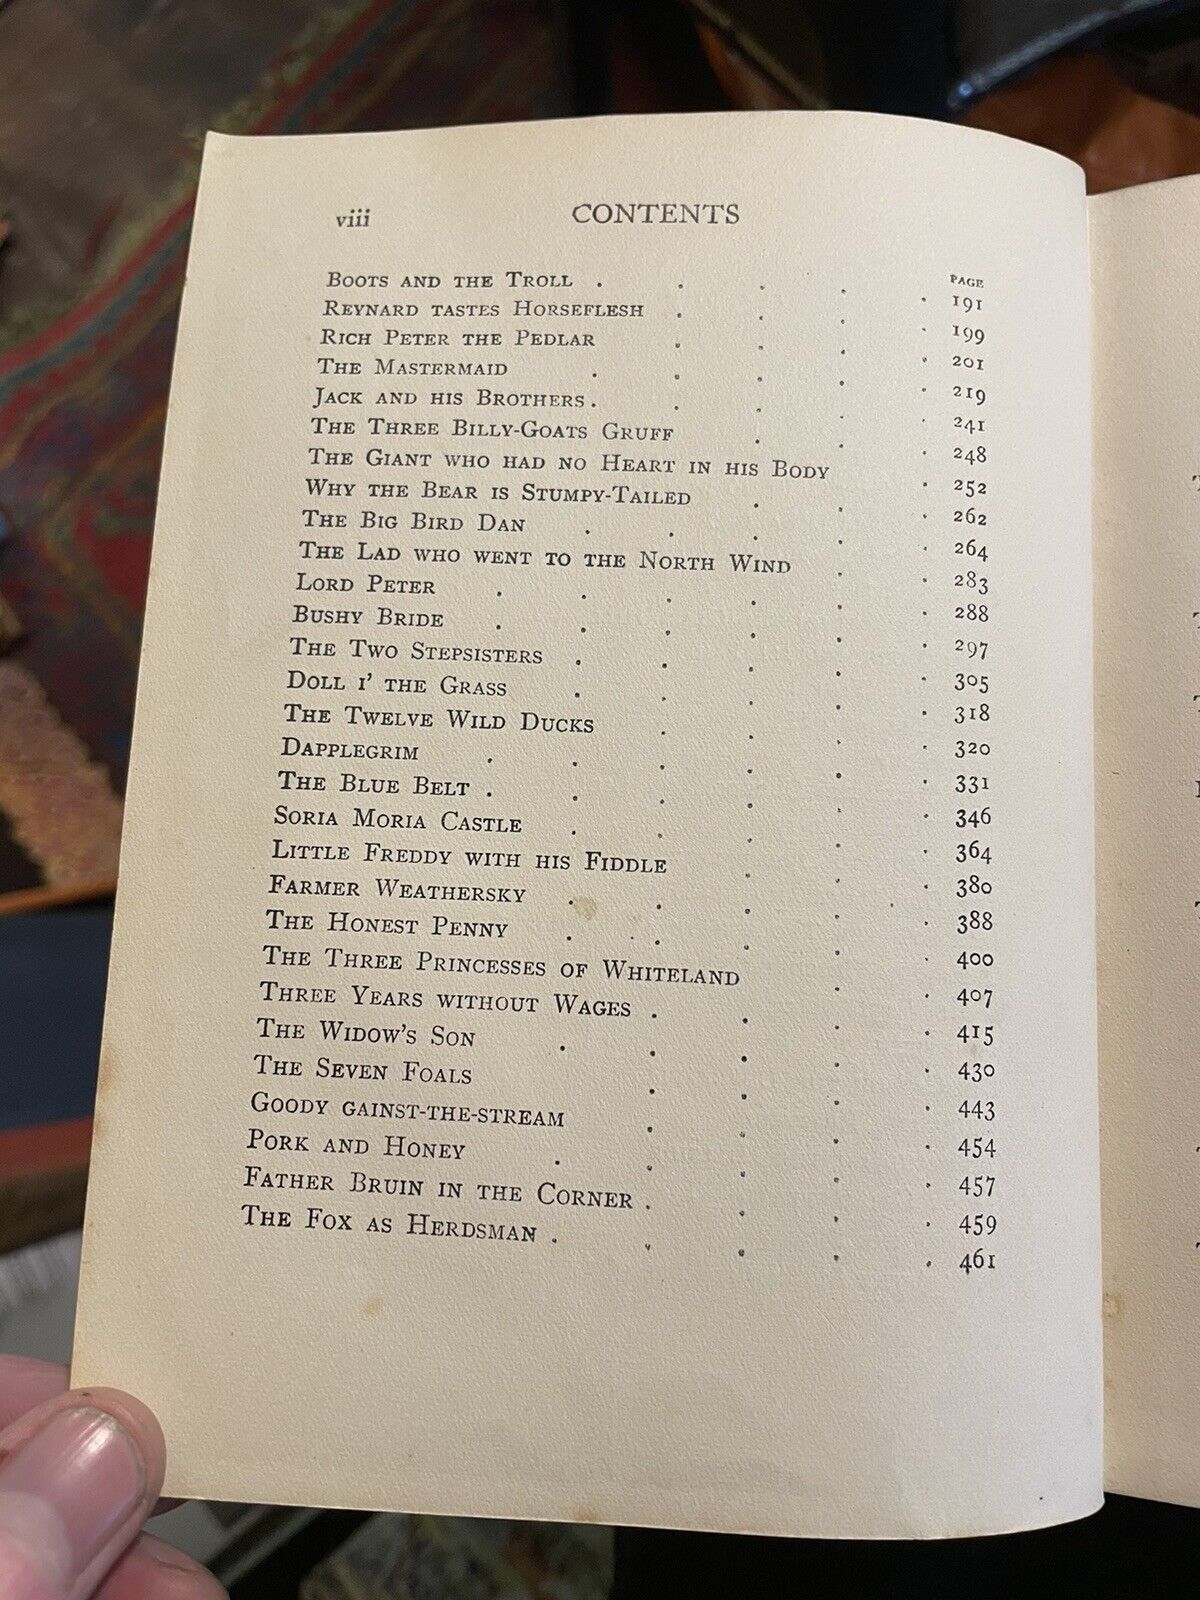 viii CONTENTS
PAGE
BOOTS AND THE TROLL . . . . . 191
REYNARD TASTES HORSEFLESH . . . . 199
RICH PETER THE PEDLAR . . . . 201
THE MASTERMAID . . . . . 219
JACK AND HIS BROTHERS . . . . . 241
THE THREE BILLY-GOATS GRUFF . . . 248
THE GIANT WHO HAD NO HEART IN HIS BODY . 252
WHY THE BEAR IS STUMPY-TAILED . . . 262
THE BIG BIRD DAN . . . . . 264
THE LAD WHO WENT TO THE NORTH WIND . . 283
LORD PETER . . . . . . 288
BUSHY BRIDE . . . . . . 297
THE TWO STEPSISTERS . . . . . 305
DOLL I' THE GRASS . . . . . 318
THE TWELVE WILD DUCKS . . . . 320
DAPPLEGRIM . . . . . . 331
THE BLUE BELT . . . . . . 346
SORIA MORIA CASTLE . . . . . 364
LITTLE FREDDY WITH HIS FIDDLE . . . 380
FARMER WEATHERSKY . . . . . 388
THE HONEST PENNY . . . . . 400
THE THREE PRINCESSES OF WHITELAND . . 407
THREE YEARS WITHOUT WAGES . . . . 415
THE WIDOW'S SON . . . . . 430
THE SEVEN FOALS . . . . 443
GOODY GAINST-THE-STREAM . . . . 454
PORK AND HONEY . . . . . 457
FATHER BRUIN IN THE CORNER . . . . 459
THE FOX AS HERDSMAN . . . . . 461